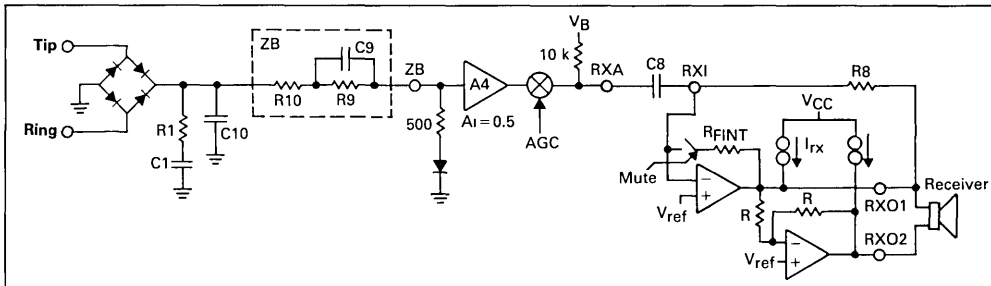 Tip
Ring
R1
C1
C10
ZB
R10
C9
R9
ZB
500
A4
AI = 0.5
AGC
VB
10 k
RXA
C8
RXI
R8
VCC
RFINT
Irx
Mute
Vref
R
R
RXO1
Receiver
RXO2
Vref